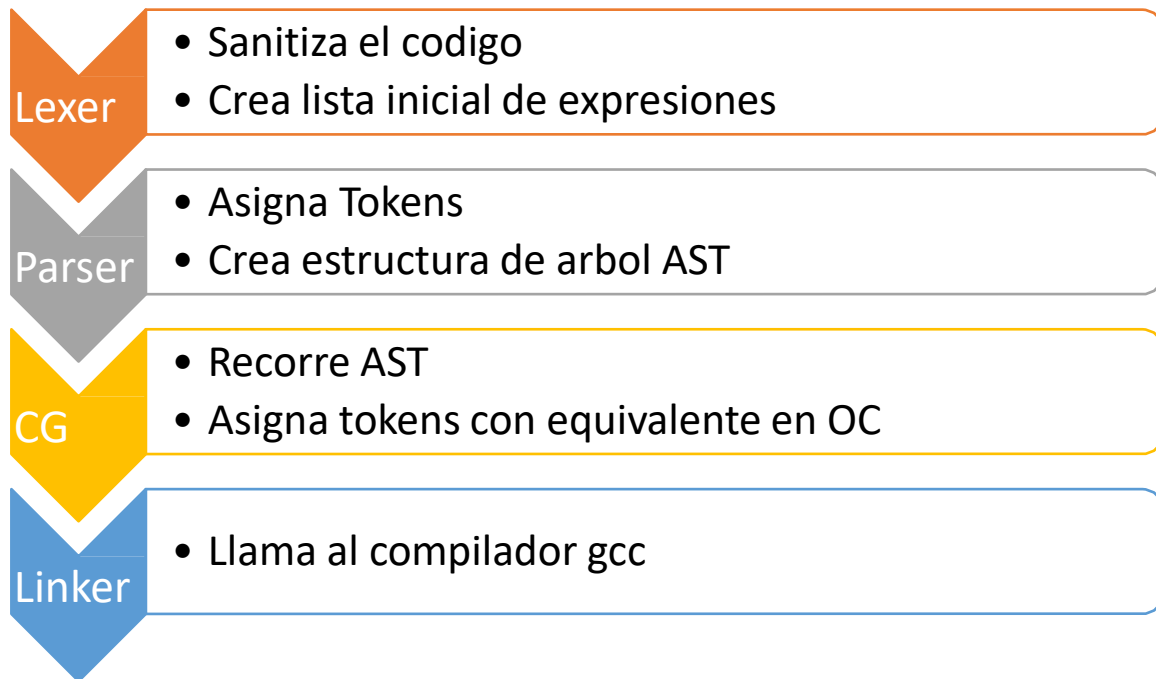 Lexer
• Sanitiza el codigo
• Crea lista inicial de expresiones
Parser
• Asigna Tokens
• Crea estructura de arbol AST
CG
• Recorre AST
• Asigna tokens con equivalente en OC
Linker
• Llama al compilador gcc